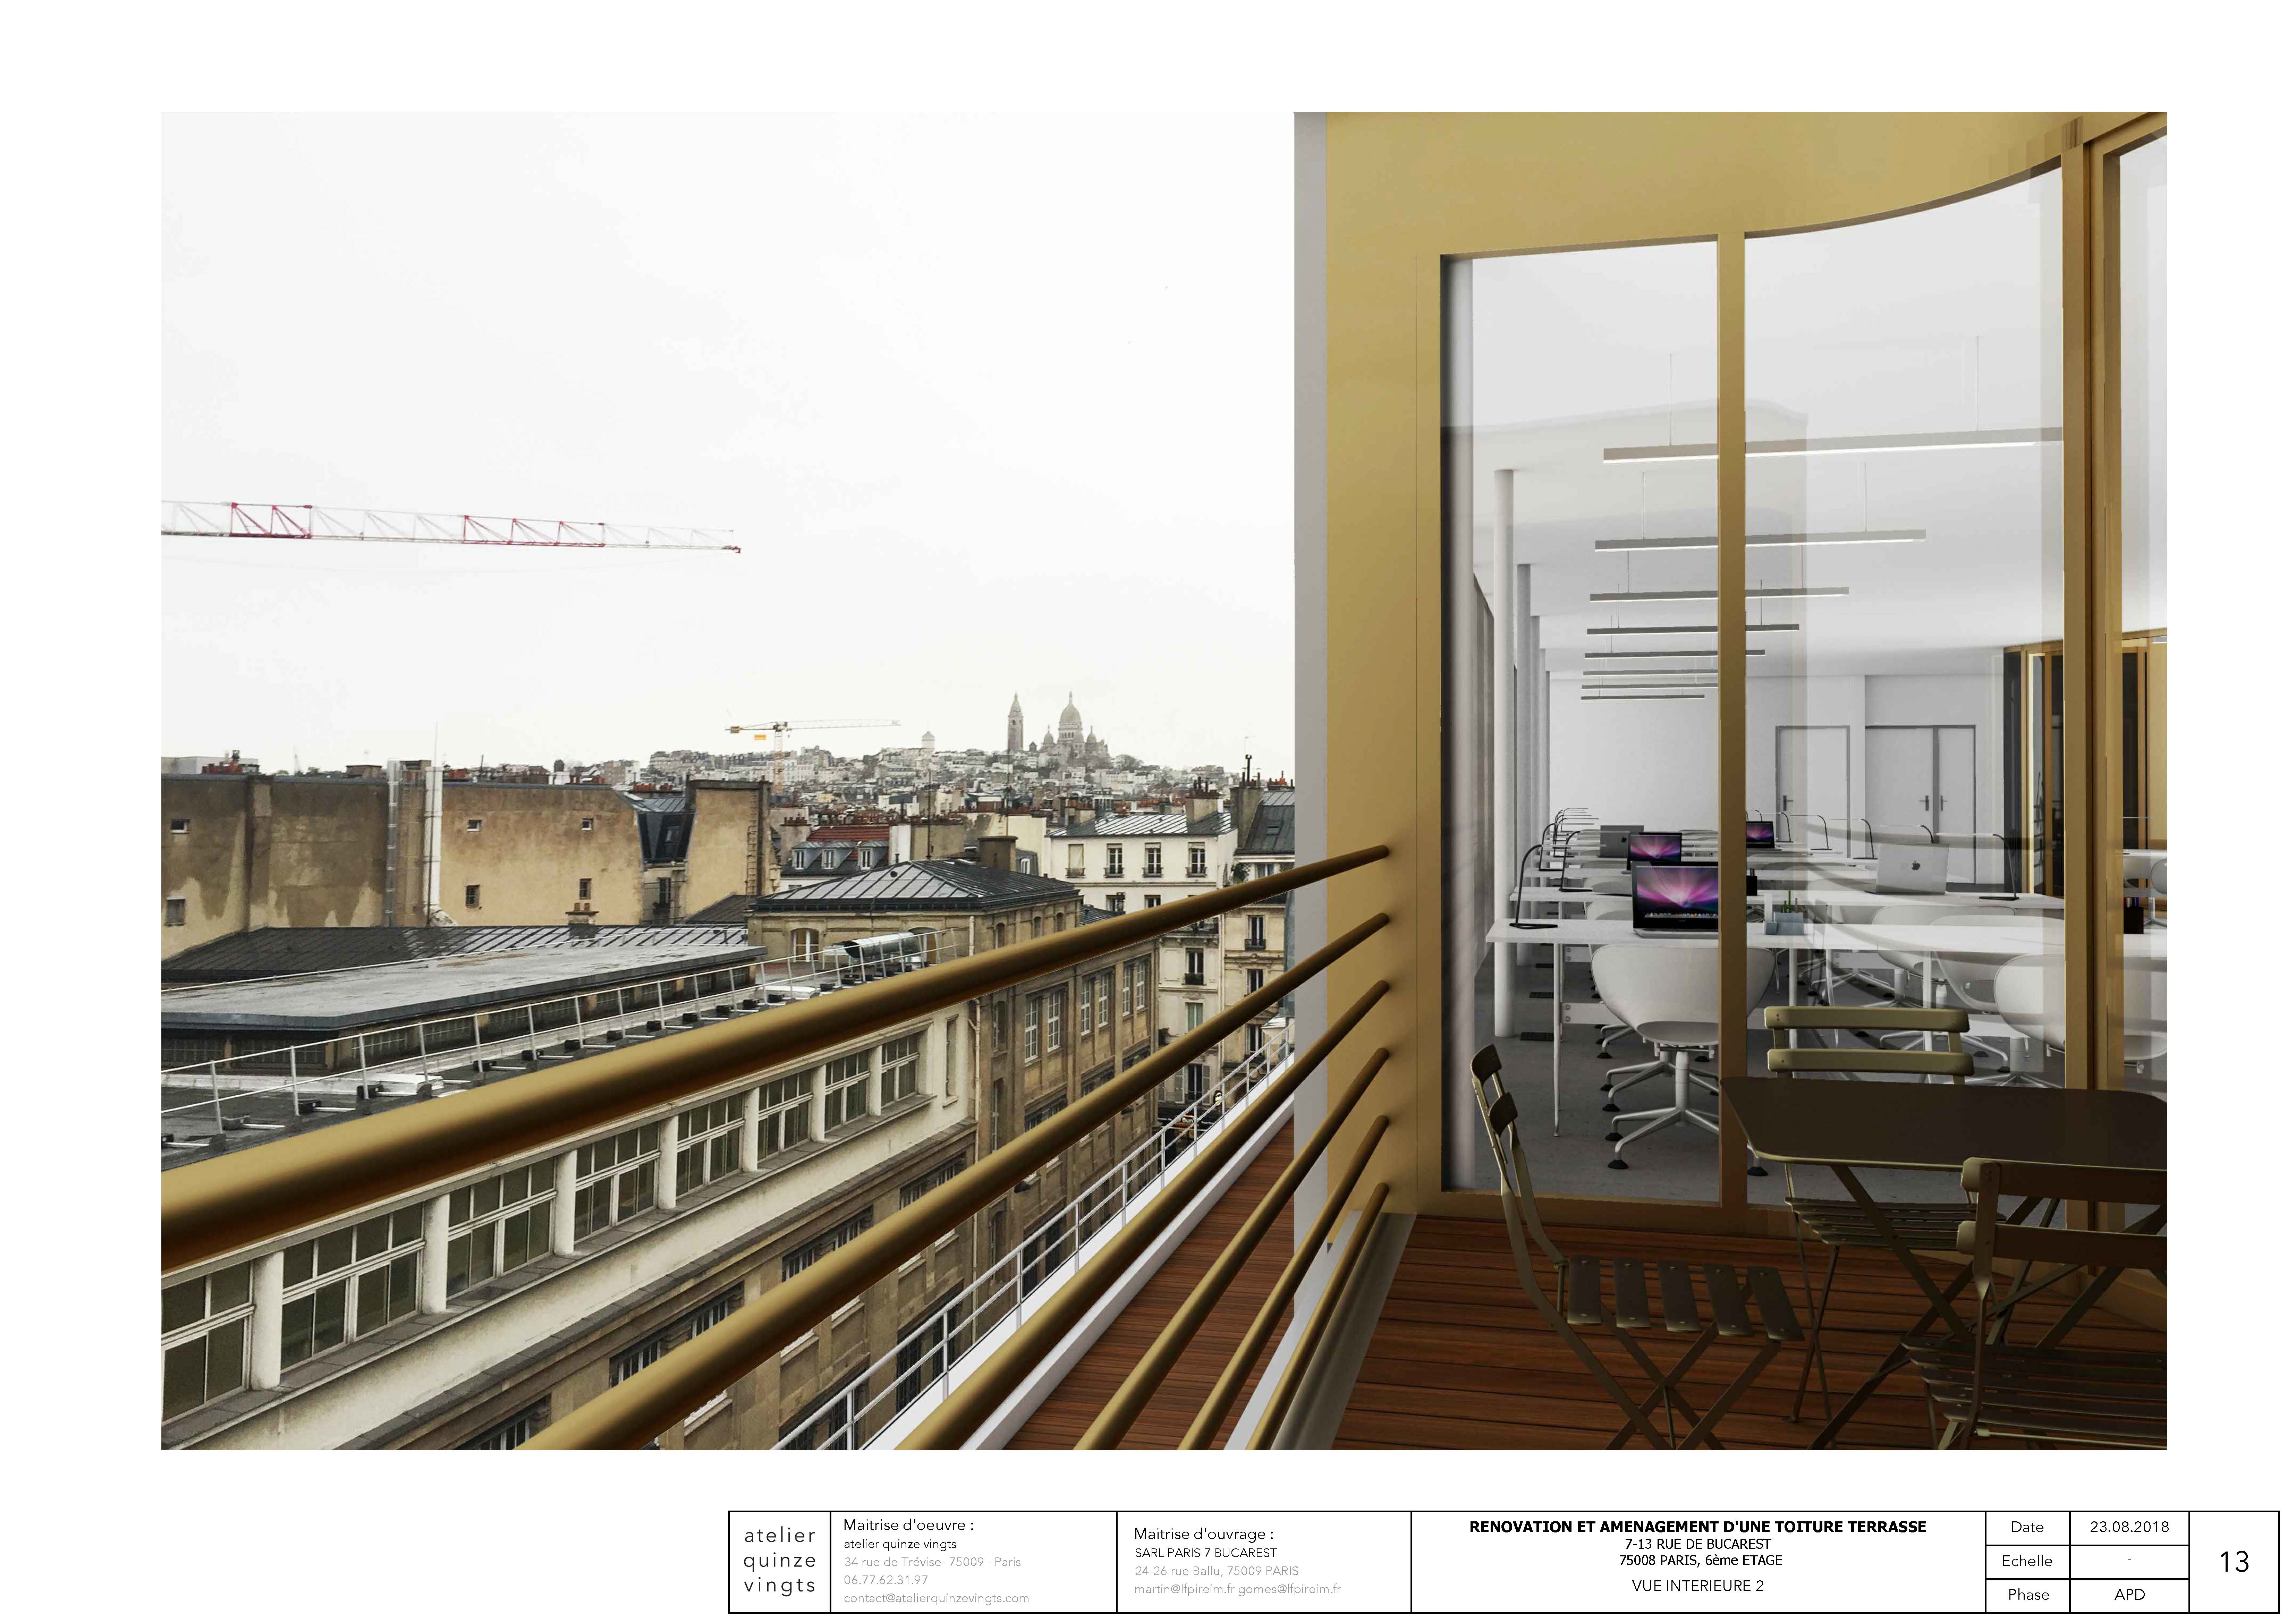 atelier
quinze
vingts
Maitrise d'oeuvre :
atelier quinze vingts
34 rue de Trévise- 75009 - Paris
06.77.62.31.97
contact@atelierquinzevingts.com
Maitrise d'ouvrage :
SARL PARIS 7 BUCAREST
24-26 rue Ballu, 75009 PARIS
martin@lfpireim.fr gomes@lfpireim.fr
RENOVATION ET AMENAGEMENT D'UNE TOITURE TERRASSE
7-13 RUE DE BUCAREST
75008 PARIS, 6ème ETAGE
VUE INTERIEURE 2
Date 23.08.2018
Echelle -
Phase APD
13